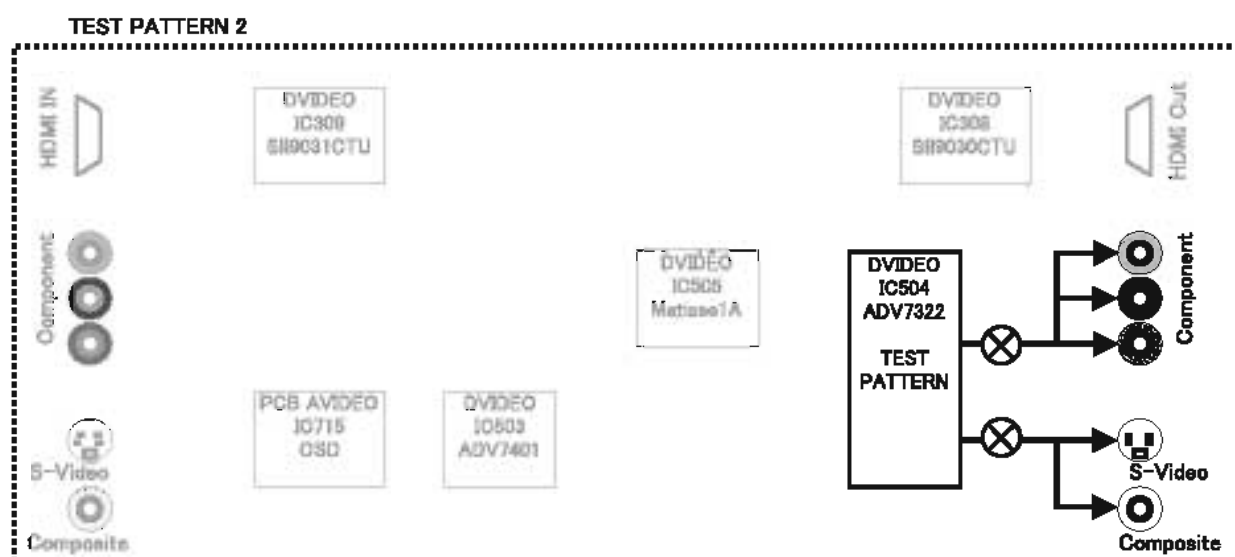 TEST PATTERN 2
HDMI IN
DVIDEO
IC309
SII9031CTU
DVIDEO
IC308
SII9030CTU
HDMI Out
Component
DVIDEO
IC505
Matisse1A
DVIDEO
IC504
ADV7322
TEST
PATTERN
Component
PCB AVIDEO
IC715
OSD
DVIDEO
IC503
ADV7401
S-Video
Composite
S-Video
Composite